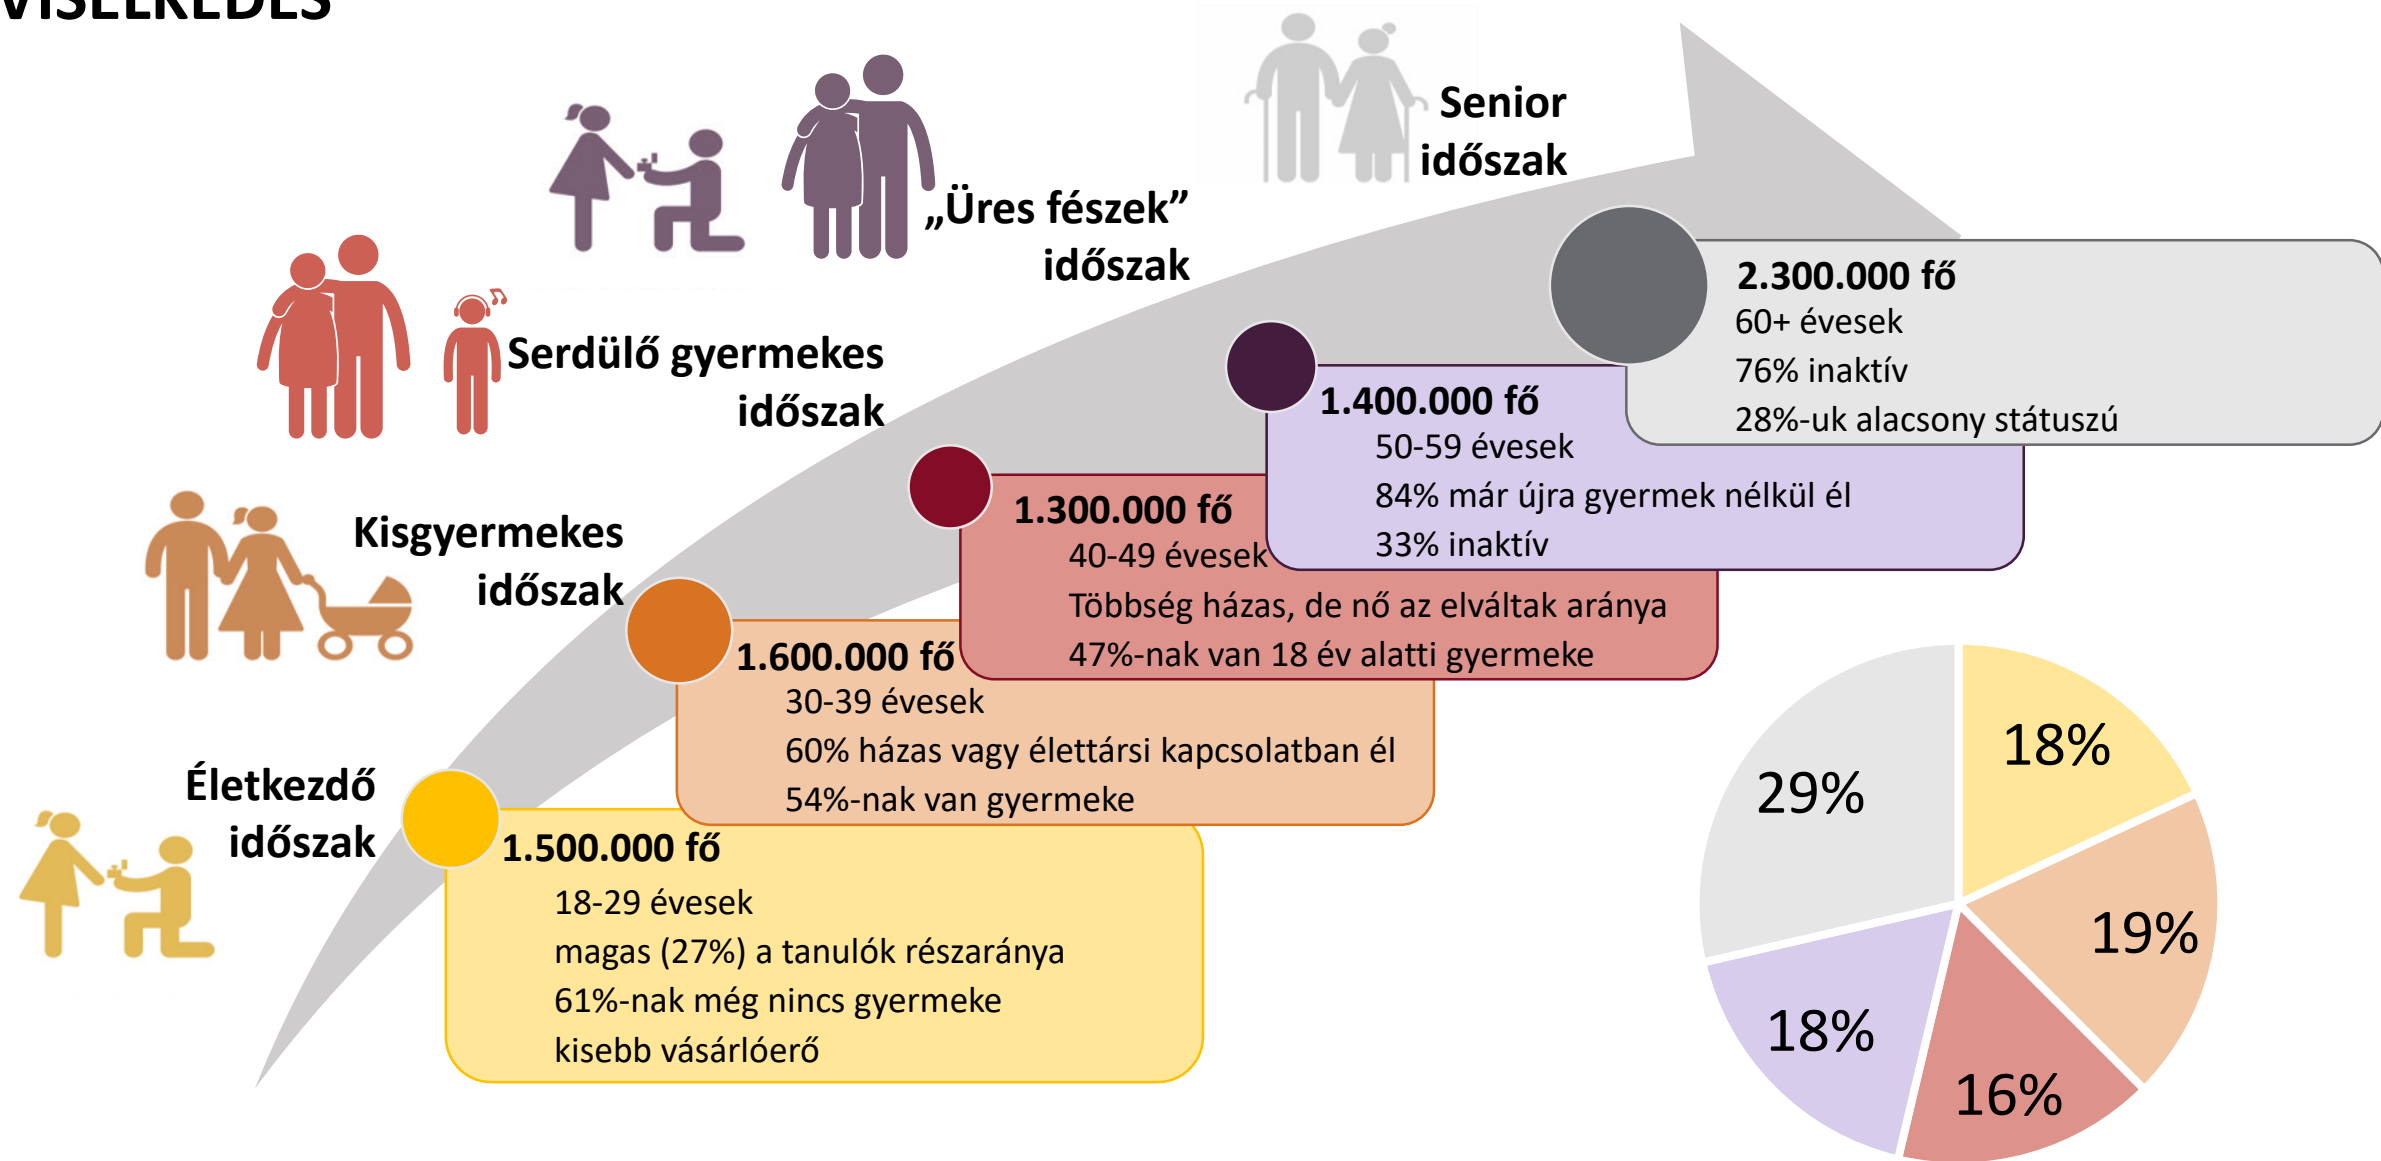 Senior
időszak
„Üres fészek”
időszak
Serdülő gyermekes
időszak
Kisgyermekes
időszak
Életkezdő
időszak
2.300.000 fő
60+ évesek
76% inaktív
28%-uk alacsony státuszú
1.400.000 fő
50-59 évesek
84% már újra gyermek nélkül él
33% inaktív
1.300.000 fő
40-49 évesek
Többség házas, de nő az elváltak aránya
47%-nak van 18 év alatti gyermeke
1.600.000 fő
30-39 évesek
60% házas vagy élettársi kapcsolatban él
54%-nak van gyermeke
1.500.000 fő
18-29 évesek
magas (27%) a tanulók részaránya
61%-nak még nincs gyermeke
kisebb vásárlóerő
18%
29%
19%
18%
16%